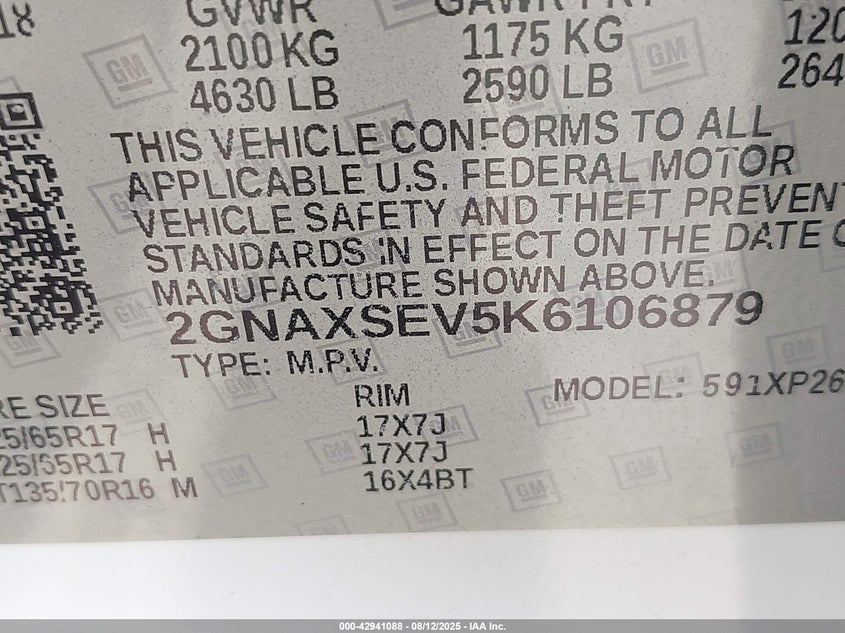 18
GVWR
2100 KG
1175 KG
120
4630 LB
2590 LB
264
THIS VEHICLE CONFORMS TO ALL
APPLICABLE U.S. FEDERAL MOTOR
VEHICLE SAFETY AND THEFT PREVENT
STANDARDS IN EFFECT ON THE DATE O
MANUFACTURE SHOWN ABOVE.
2GNAXSEV5K6106879
TYPE: M.P.V.
MODEL: 591XP26
RE SIZE
RIM
25/65R17 H
17X7J
25/65R17 H
17X7J
T135/70R16 M
16X4BT
GM
000-42941088 - 08/12/2025 - IAA Inc.